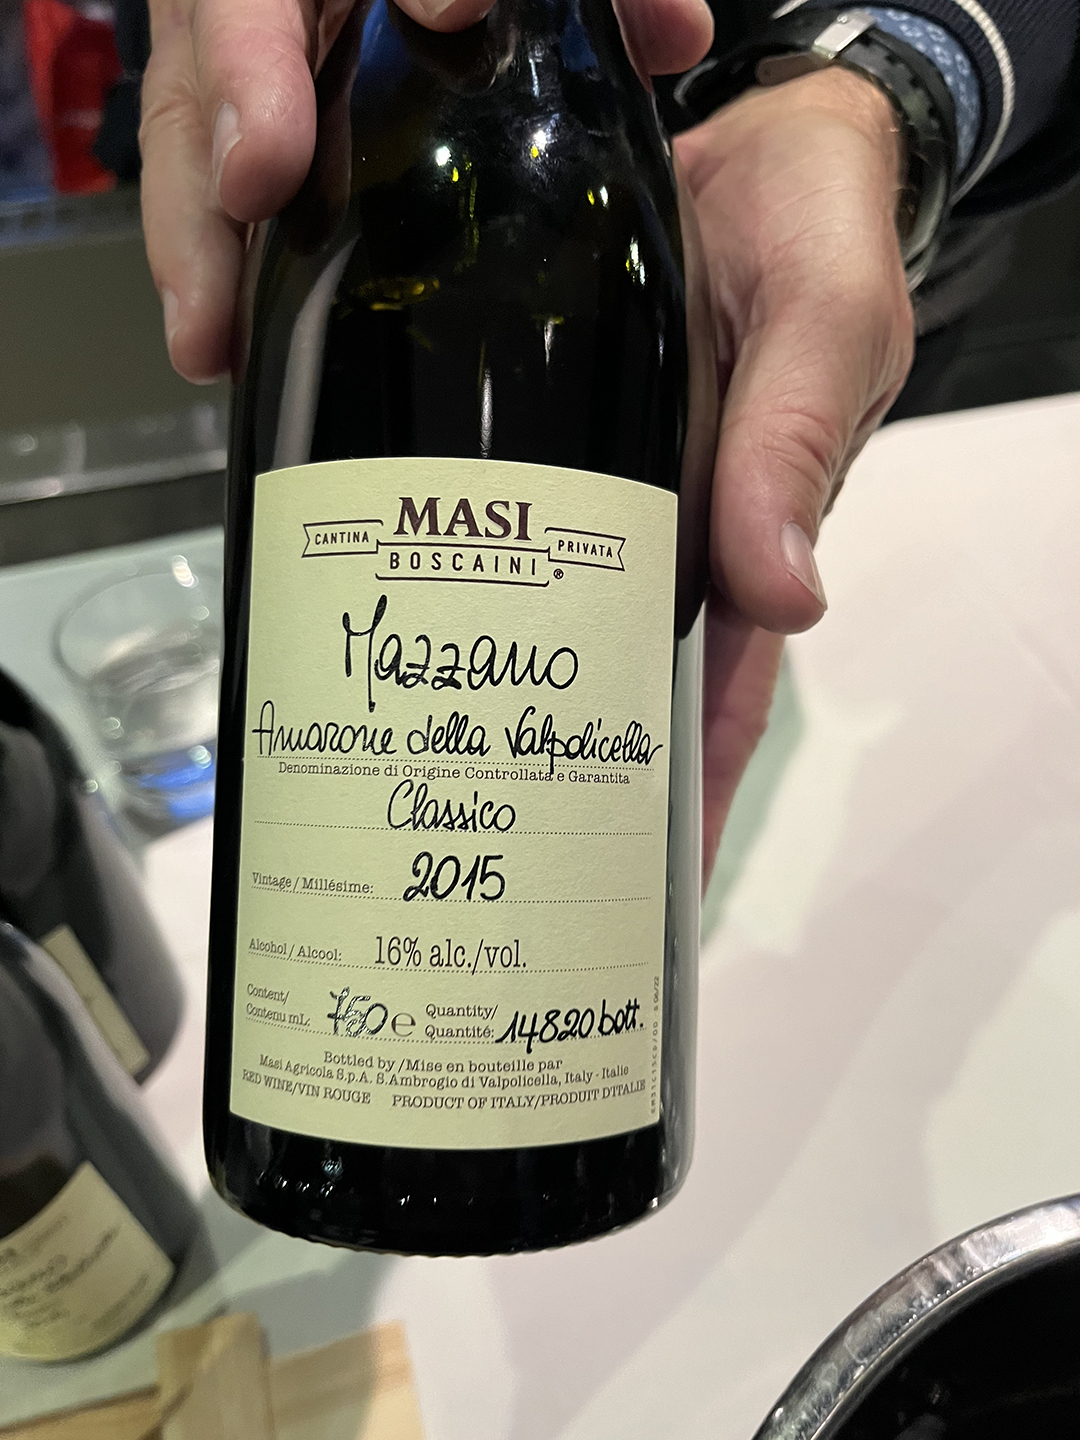 MASI
CANTINA BOSCAINI® PRIVATA
Mazzano
Amarone della Valpolicella
Denominazione di Origine Controllata e Garantita
Classico
Vintage / Millésime: 2015
Alcohol / Alcool: 16% alc./vol.
Content/ Contenu mL: 750 e Quantity/ Quantité: 14820 bott.
Bottled by /Mise en bouteille par
Masi Agricola S.p.A. S.Ambrogio di Valpolicella, Italy - Italie
RED WINE/VIN ROUGE PRODUCT OF ITALY/PRODUIT D'ITALIE